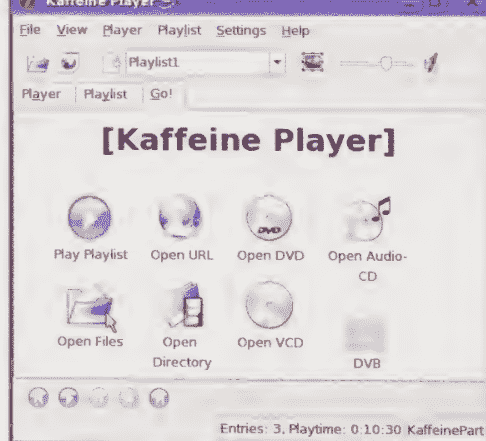 Kaffeine Player
File View Player Playlist Settings Help
Playlist1
Player Playlist Go!
[Kaffeine Player]
Play Playlist Open URL Open DVD Open Audio-
CD
Open Files Open Open VCD
Directory DVB
Entries: 3, Playtime: 0:10:30 KaffeinePart